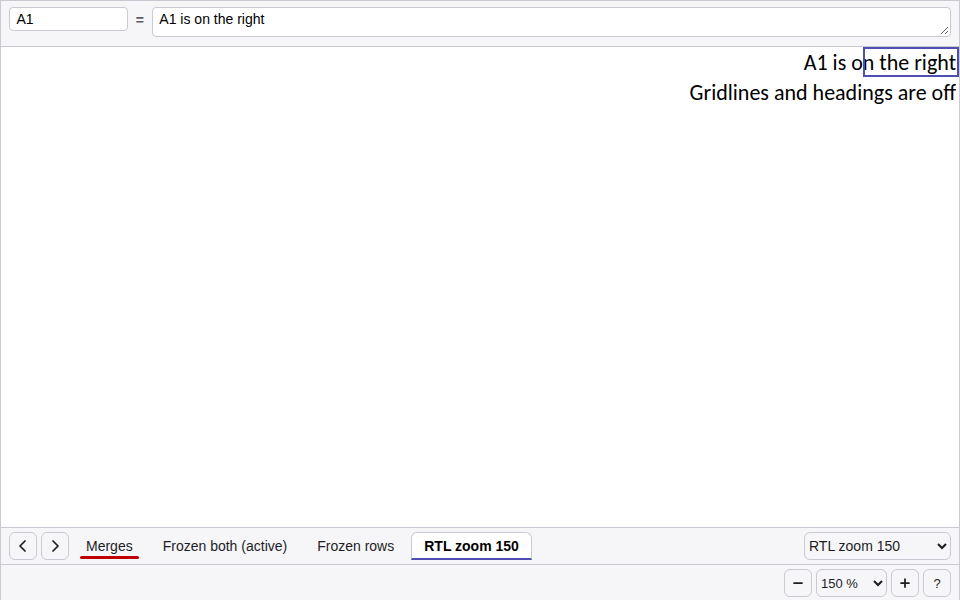 A1 = A1 is on the right
A1 is on the right
Gridlines and headings are off
Merges Frozen both (active) Frozen rows RTL zoom 150 RTL zoom 150
− 150 % + ?